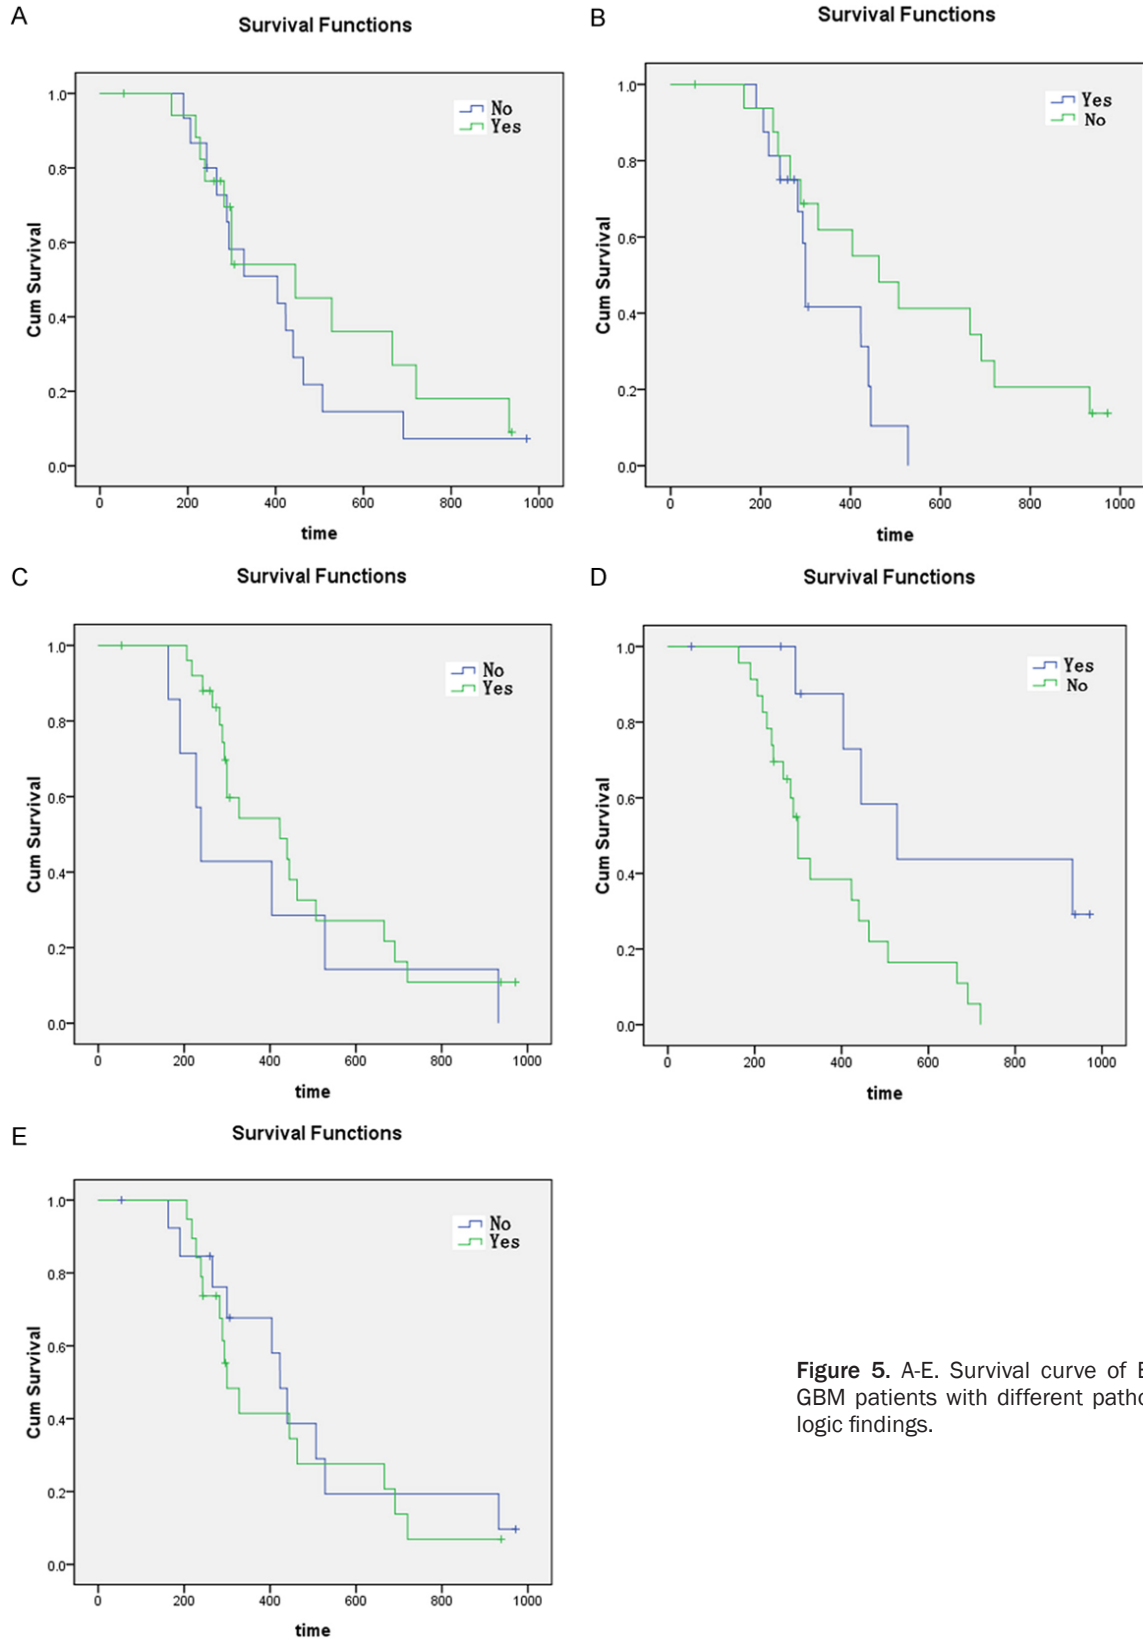 A
Survival Functions
No
Yes
Cum Survival
1.0
0.8
0.6
0.4
0.2
0.0
0 200 400 600 800 1000
time
B
Survival Functions
Yes
No
Cum Survival
1.0
0.8
0.6
0.4
0.2
0.0
0 200 400 600 800 1000
time
C
Survival Functions
No
Yes
Cum Survival
1.0
0.8
0.6
0.4
0.2
0.0
0 200 400 600 800 1000
time
D
Survival Functions
Yes
No
Cum Survival
1.0
0.8
0.6
0.4
0.2
0.0
0 200 400 600 800 1000
time
E
Survival Functions
No
Yes
Cum Survival
1.0
0.8
0.6
0.4
0.2
0.0
0 200 400 600 800 1000
time
Figure 5. A-E. Survival curve of
GBM patients with different patho
logic findings.